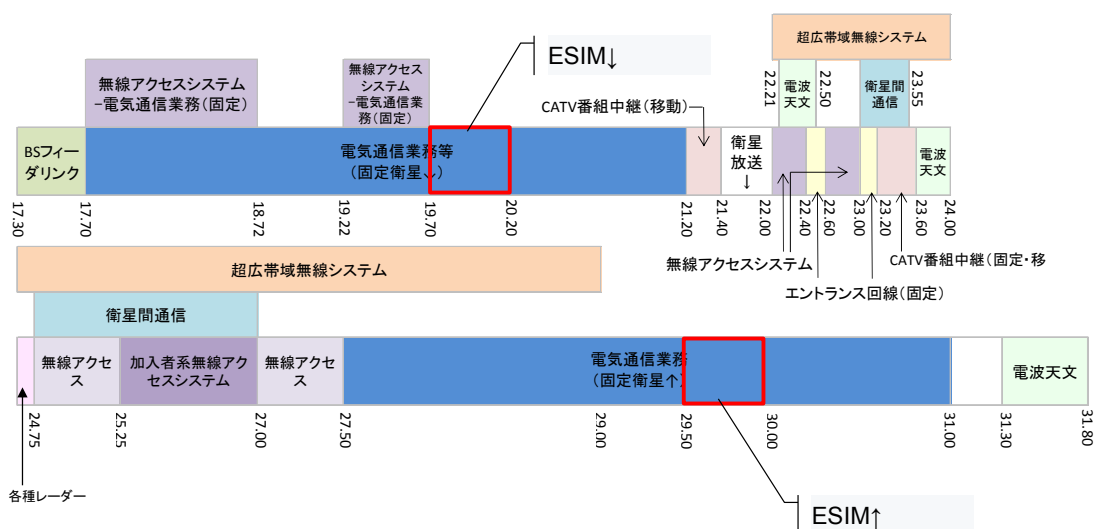 ESIM↓
超広帯域無線システム
無線アクセスシステム
−電気通信業務(固定)
無線アクセス
システム
−電気通信業
務(固定)
CATV番組中継(移動)
22.21
電波
天文
22.50
衛星間
通信
23.55
BSフィー
ダリンク
電気通信業務等
(固定衛星↓)
衛星
放送
↓
電波
天文
17.30
17.70
18.72
19.22
19.70
20.20
21.20
21.40
22.00
22.40
22.60
23.00
23.20
23.60
24.00
無線アクセスシステム
CATV番組中継(固定・移
エントランス回線(固定)
超広帯域無線システム
衛星間通信
無線アクセ
ス
加入者系無線アク
セスシステム
無線アクセ
ス
電気通信業務
(固定衛星↑)
電波天文
24.75
25.25
27.00
27.50
29.00
29.50
30.00
31.00
31.30
31.80
各種レーダー
ESIM↑